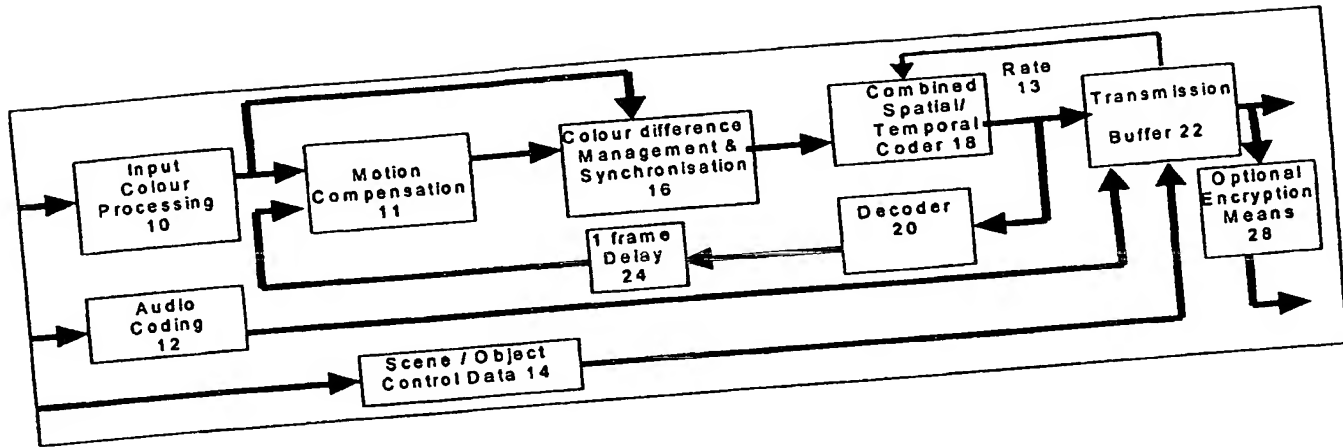 Input
Colour
Processing
10
Motion
Compensation
11
Colour difference
Management &
Synchronisation
16
Combined
Spatial/
Temporal
Coder 18
Rate
13
Transmission
Buffer 22
Optional
Encryption
Means
28
Decoder
20
1 frame
Delay
24
Audio
Coding
12
Scene / Object
Control Data 14